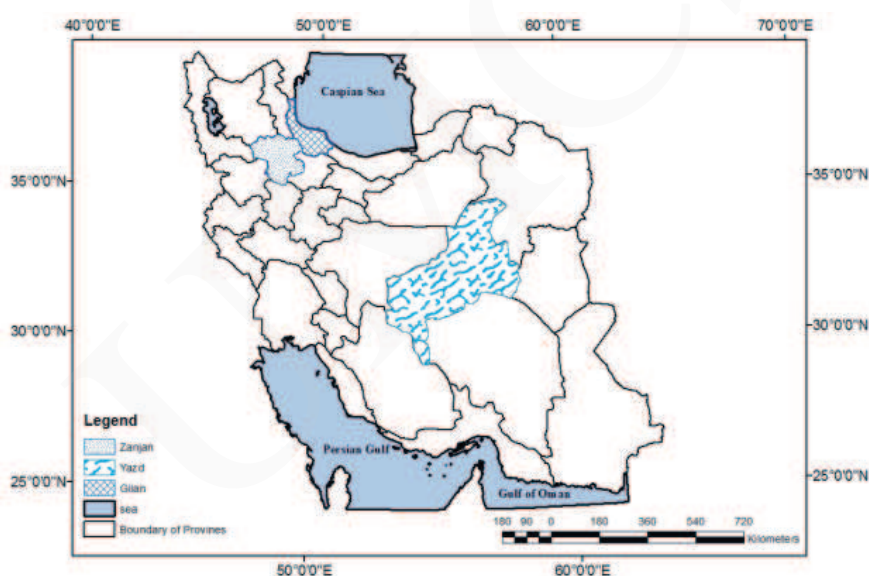 40°0'0"E 50°0'0"E 60°0'0"E 70°0'0"E
Caspian Sea
35°0'0"N 35°0'0"N
30°0'0"N 30°0'0"N
Legend
Zanjan
Yazd
Gilan
sea
Boundary of Provines
Persian Gulf
25°0'0"N 25°0'0"N
Gulf of Oman
180 90 0 180 360 540 720
Kilometers
50°0'0"E 60°0'0"E